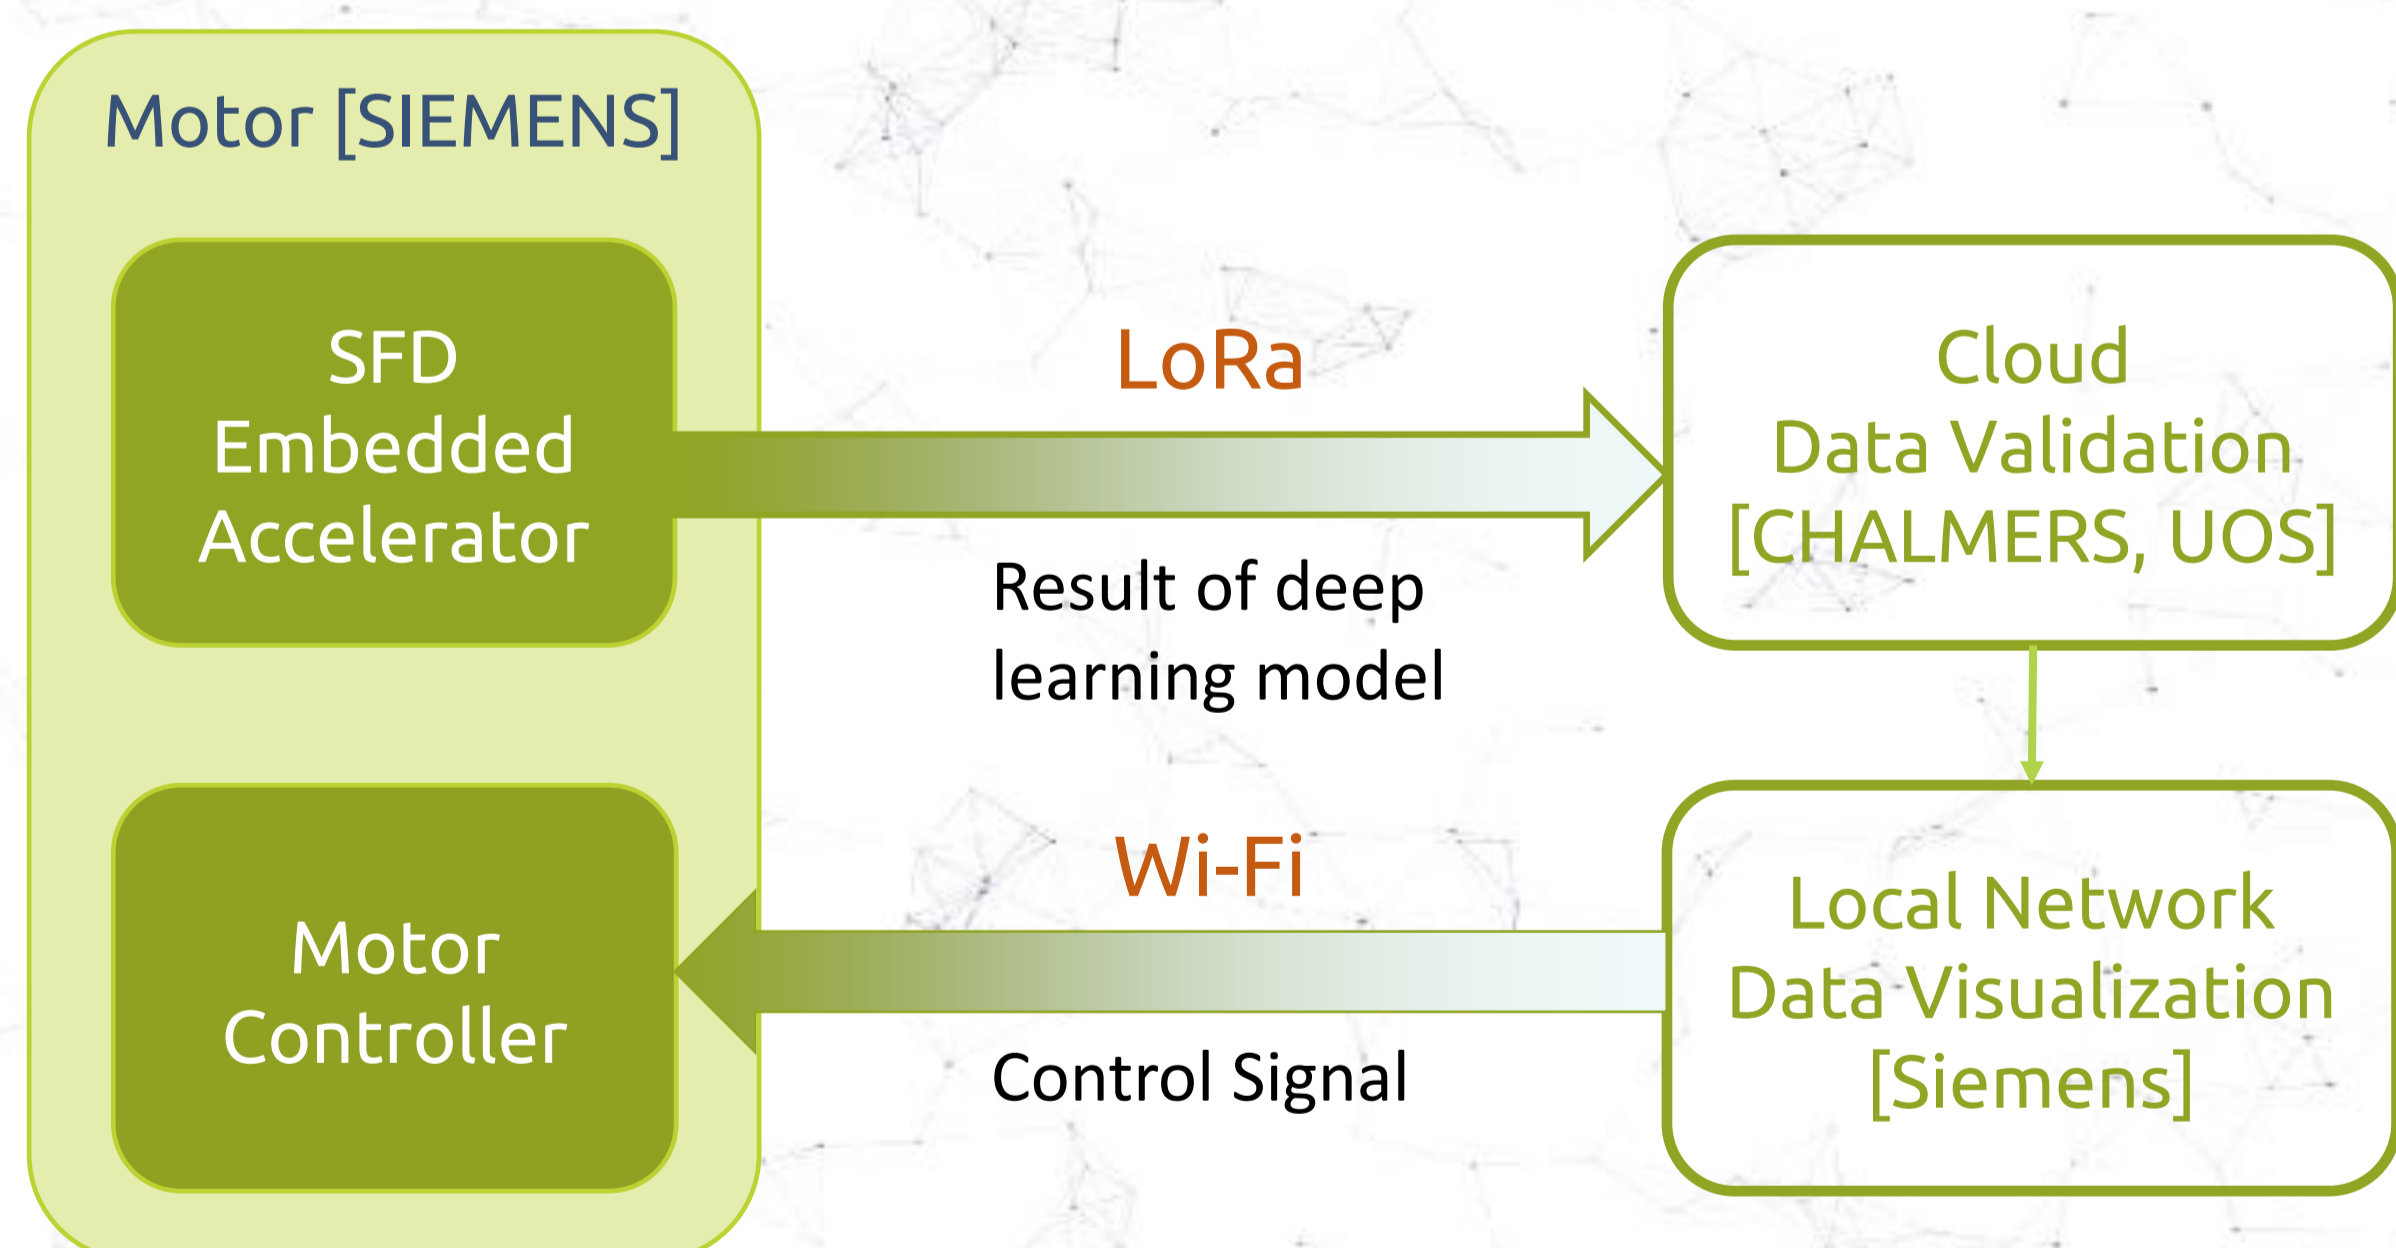 Motor [SIEMENS]
SFD
Embedded
Accelerator
LoRa
Result of deep
learning model
Cloud
Data Validation
[CHALMERS, UOS]
Motor
Controller
Wi-Fi
Control Signal
Local Network
Data Visualization
[Siemens]